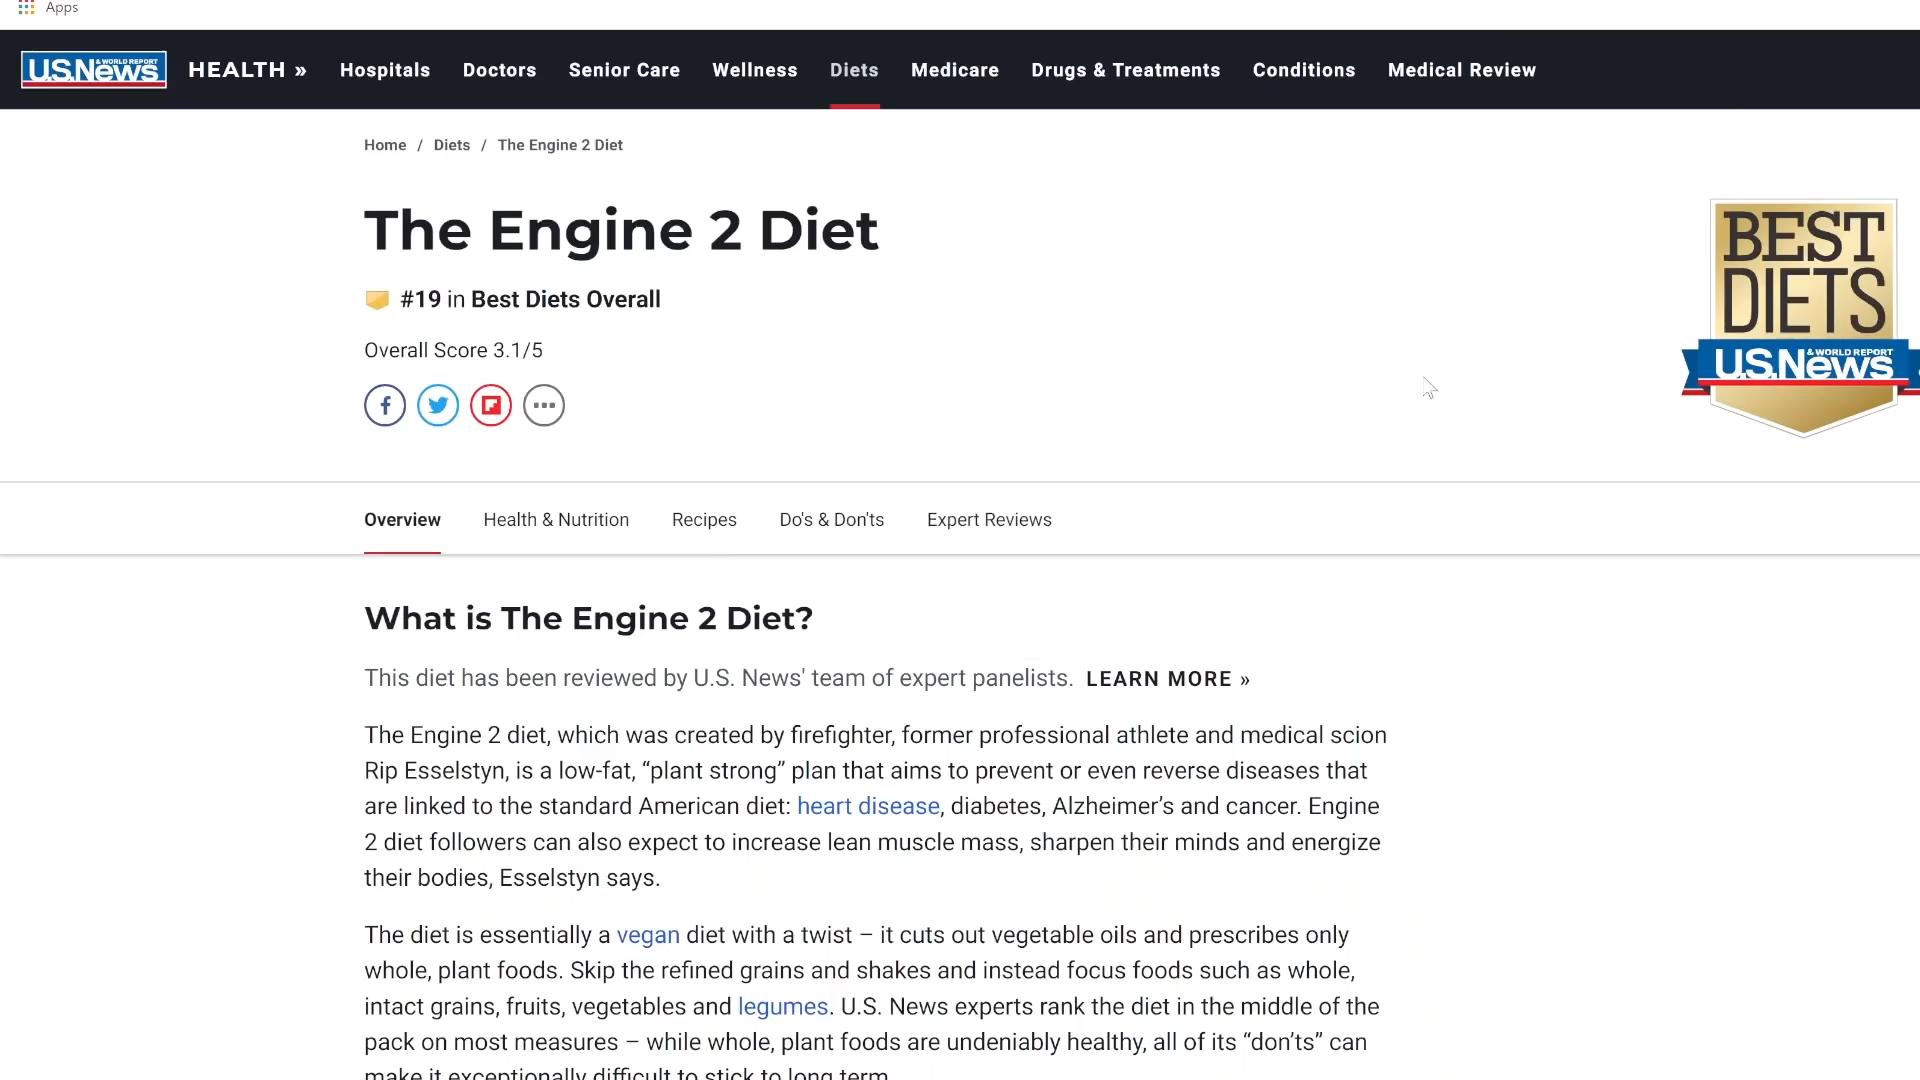 Apps
U.S.News & WORLD REPORT HEALTH » Hospitals Doctors Senior Care Wellness Diets Medicare Drugs & Treatments Conditions Medical Review
Home / Diets / The Engine 2 Diet
The Engine 2 Diet
#19 in Best Diets Overall
Overall Score 3.1/5
BEST
DIETS
U.S.News & WORLD REPORT
Overview Health & Nutrition Recipes Do's & Don'ts Expert Reviews
What is The Engine 2 Diet?
This diet has been reviewed by U.S. News' team of expert panelists. LEARN MORE »
The Engine 2 diet, which was created by firefighter, former professional athlete and medical scion
Rip Esselstyn, is a low-fat, “plant strong” plan that aims to prevent or even reverse diseases that
are linked to the standard American diet: heart disease, diabetes, Alzheimer’s and cancer. Engine
2 diet followers can also expect to increase lean muscle mass, sharpen their minds and energize
their bodies, Esselstyn says.
The diet is essentially a vegan diet with a twist – it cuts out vegetable oils and prescribes only
whole, plant foods. Skip the refined grains and shakes and instead focus foods such as whole,
intact grains, fruits, vegetables and legumes. U.S. News experts rank the diet in the middle of the
pack on most measures – while whole, plant foods are undeniably healthy, all of its “don’ts” can
make it exceptionally difficult to stick to long term.